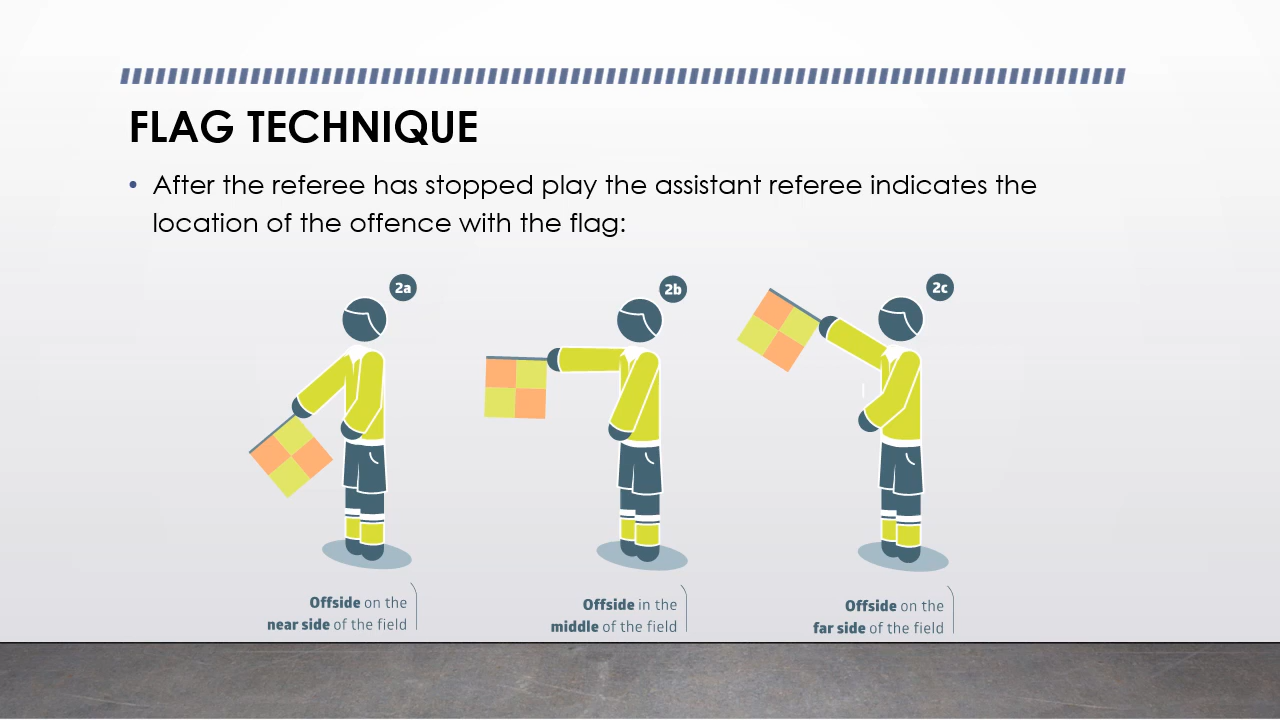 FLAG TECHNIQUE
• After the referee has stopped play the assistant referee indicates the
location of the offence with the flag:
2a
2b
2c
Offside on the
near side of the field
Offside in the
middle of the field
Offside on the
far side of the field